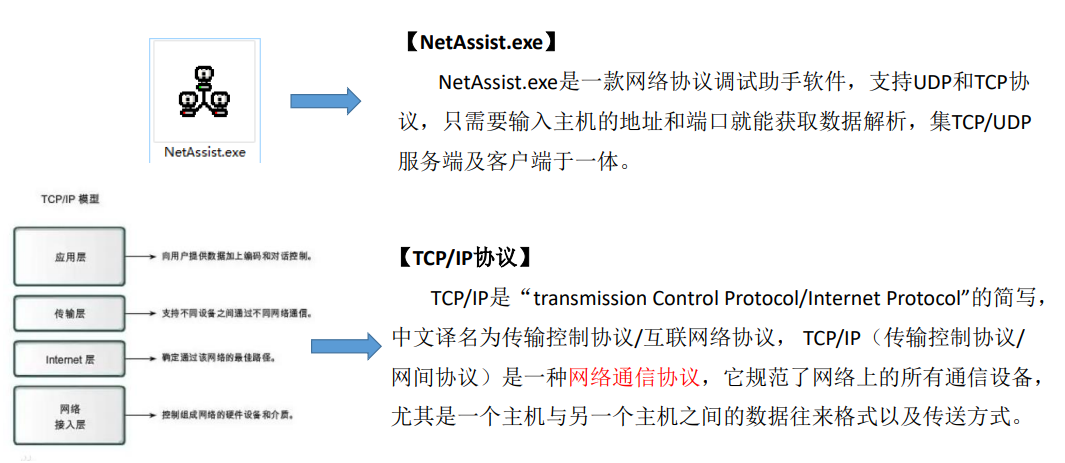 NetAssist.exe
【NetAssist.exe】
NetAssist.exe是一款网络协议调试助手软件，支持UDP和TCP协
议，只需要输入主机的地址和端口就能获取数据解析，集TCP/UDP
服务端及客户端于一体。
TCP/IP 模型
应用层
向用户提供数据加上编码和对话控制。
传输层
支持不同设备之间通过不同网络通信。
Internet 层
确定通过该网络的最佳路径。
网络
接入层
控制组成网络的硬件设备和介质。
【TCP/IP协议】
TCP/IP是“transmission Control Protocol/Internet Protocol”的简写，
中文译名为传输控制协议/互联网络协议， TCP/IP（传输控制协议/
网间协议）是一种网络通信协议，它规范了网络上的所有通信设备，
尤其是一个主机与另一个主机之间的数据往来格式以及传送方式。